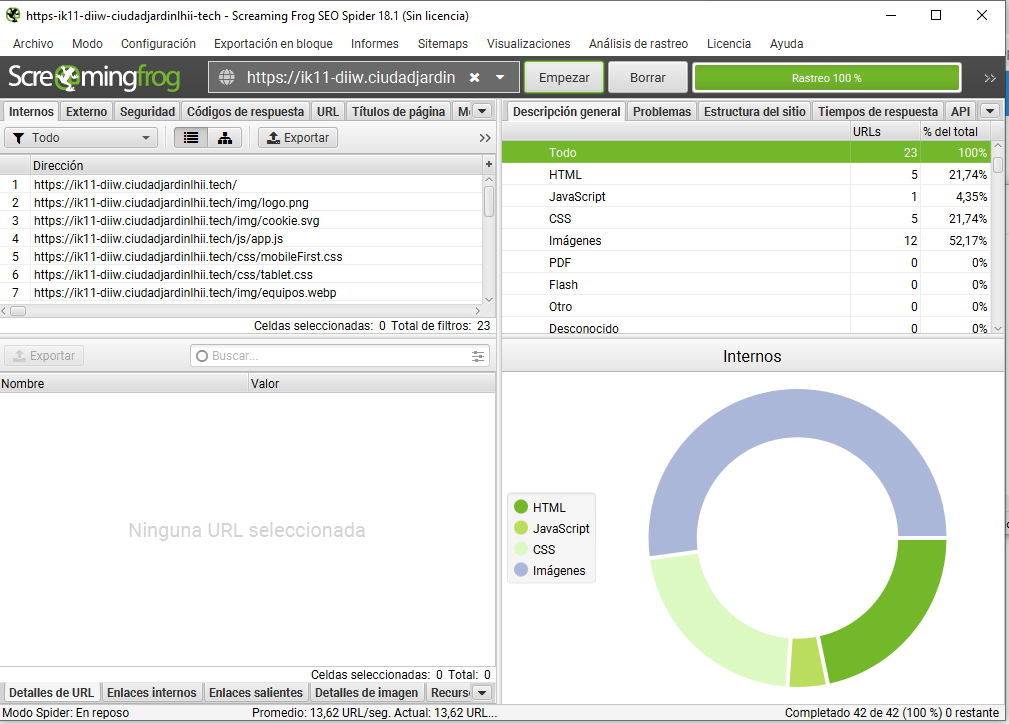 https-ik11-diiw-ciudadjardinlhii-tech - Screaming Frog SEO Spider 18.1 (Sin licencia)
Archivo Modo Configuración Exportación en bloque Informes Sitemaps Visualizaciones Análisis de rastreo Licencia Ayuda
Screamingfrog https://ik11-diiw.ciudadjardin Empezar Borrar Rastreo 100 %
Internos Externo Seguridad Códigos de respuesta URL Títulos de página
Todo Exportar
Dirección
1 https://ik11-diiw.ciudadjardinlhii.tech/
2 https://ik11-diiw.ciudadjardinlhii.tech/img/logo.png
3 https://ik11-diiw.ciudadjardinlhii.tech/img/cookie.svg
4 https://ik11-diiw.ciudadjardinlhii.tech/js/app.js
5 https://ik11-diiw.ciudadjardinlhii.tech/css/mobileFirst.css
6 https://ik11-diiw.ciudadjardinlhii.tech/css/tablet.css
7 https://ik11-diiw.ciudadjardinlhii.tech/img/equipos.webp
Celdas seleccionadas: 0 Total de filtros: 23
Exportar Buscar...
Nombre Valor
Ninguna URL seleccionada
Celdas seleccionadas: 0 Total: 0
Detalles de URL Enlaces internos Enlaces salientes Detalles de imagen Recurs
Descripción general Problemas Estructura del sitio Tiempos de respuesta API
URLs % del total
Todo 23 100%
HTML 5 21,74%
JavaScript 1 4,35%
CSS 5 21,74%
Imágenes 12 52,17%
PDF 0 0%
Flash 0 0%
Otro 0 0%
Desconocido 0 0%
Internos
HTML
JavaScript
CSS
Imágenes
Modo Spider: En reposo Promedio: 13,62 URL/seg. Actual: 13,62 URL... Completado 42 de 42 (100 %) 0 restante